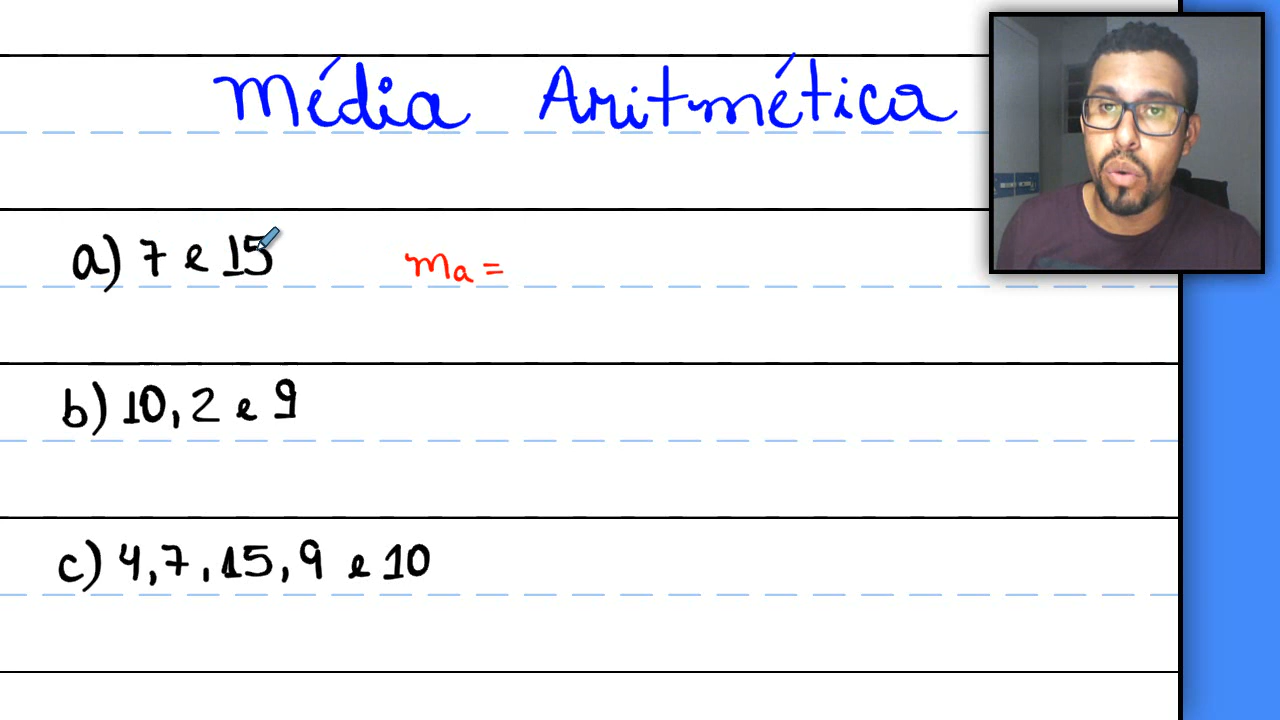 Média Aritmética
a) 7 e 15 ma =
b) 10, 2 e 9
c) 4, 7, 15, 9 e 10